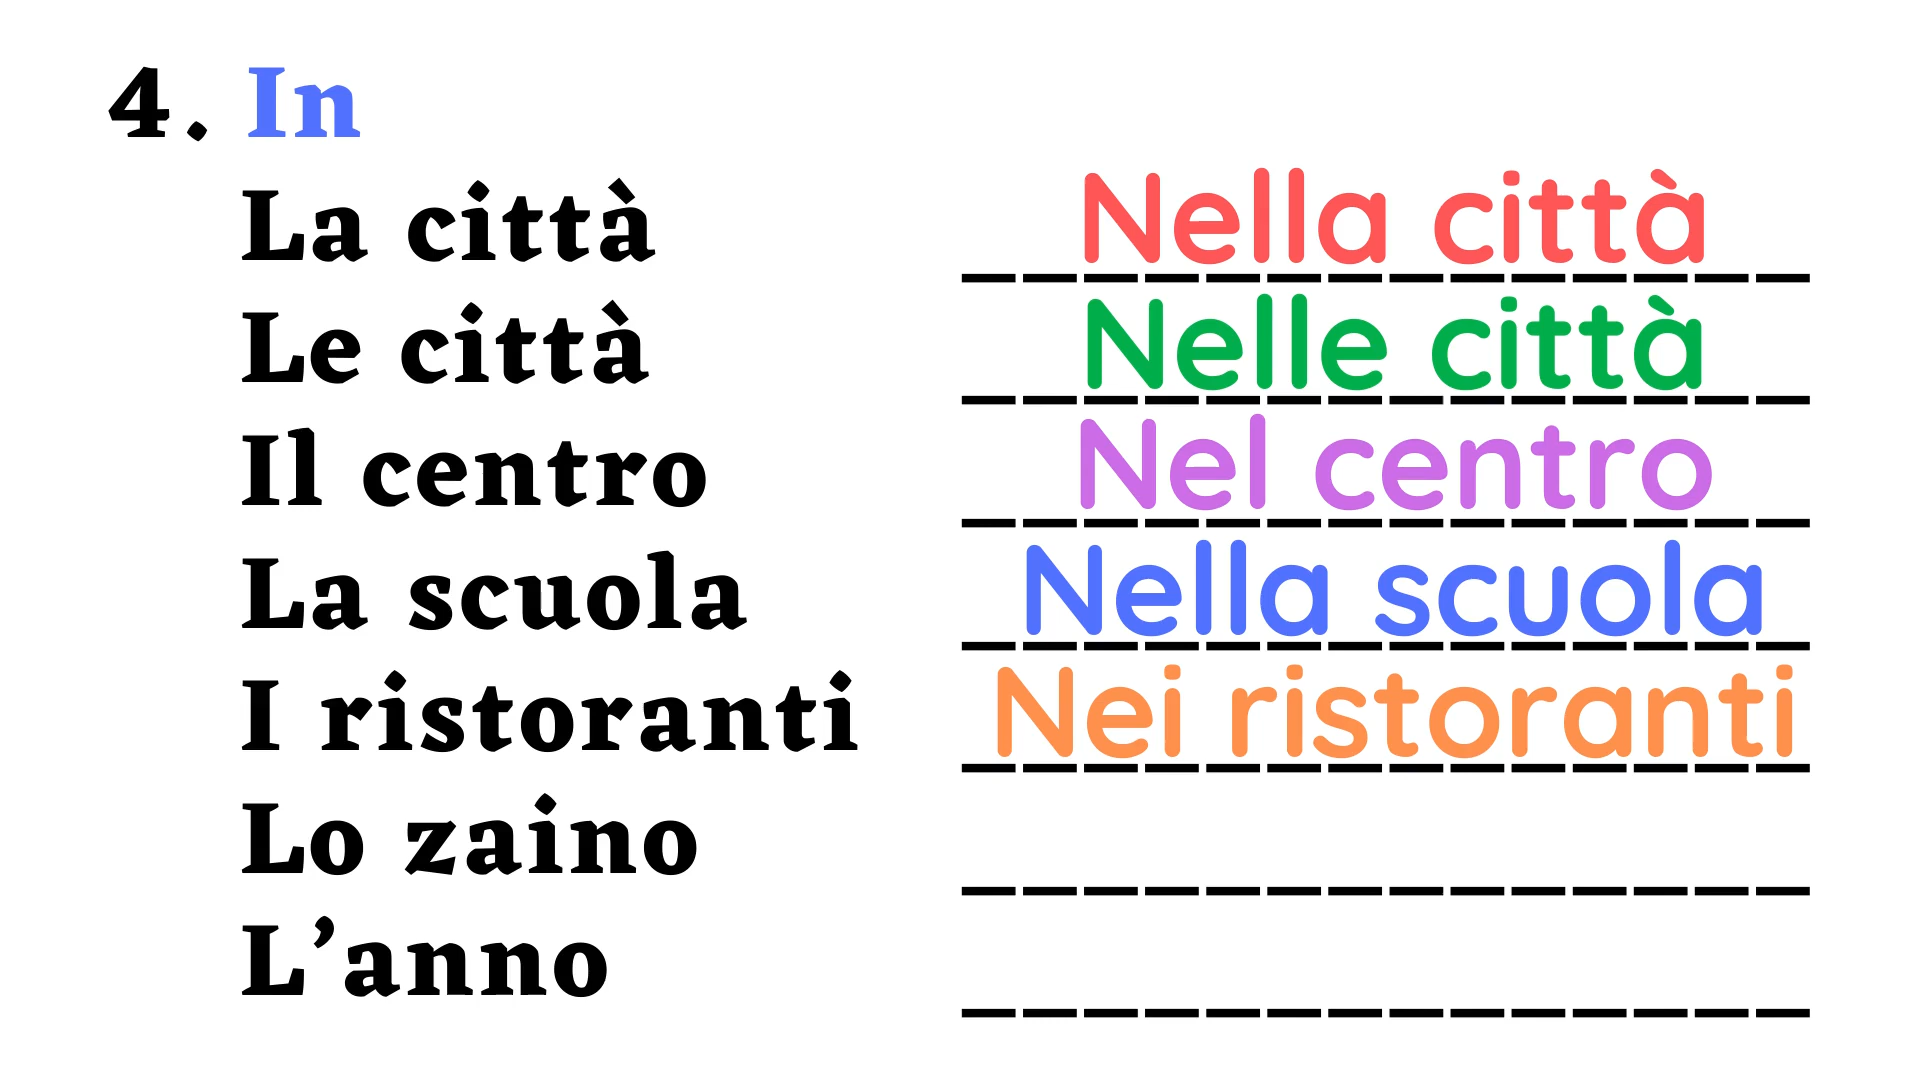 4. In
La città Nella città
Le città Nelle città
Il centro Nel centro
La scuola Nella scuola
I ristoranti Nei ristoranti
Lo zaino
L’anno